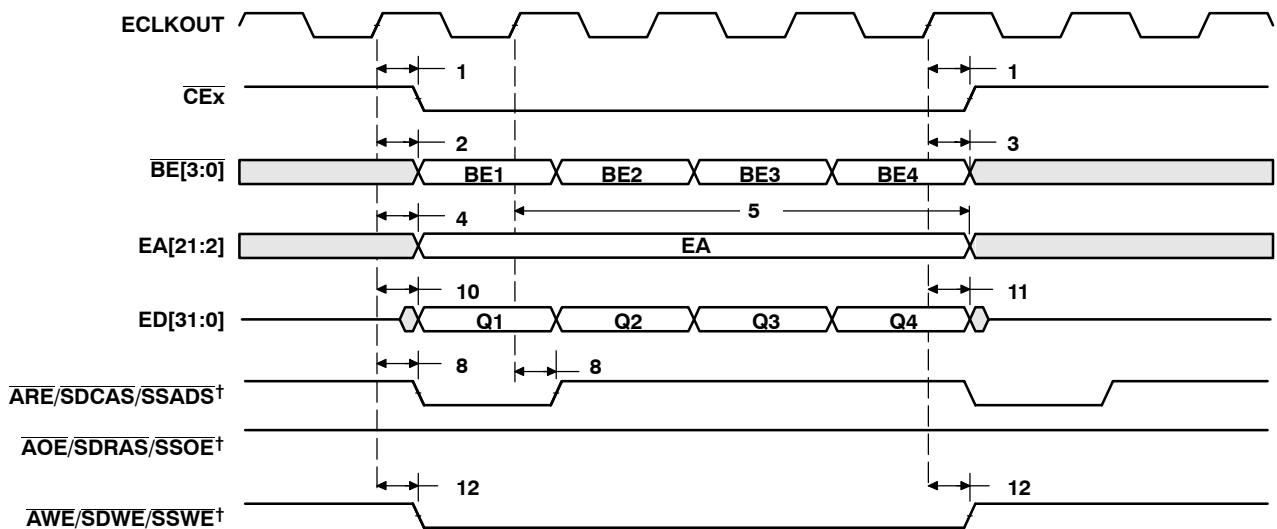 ECLKOUT
1 1
CEx
2 3
BE[3:0] BE1 BE2 BE3 BE4
4 5
EA[21:2] EA
10 11
ED[31:0] Q1 Q2 Q3 Q4
8 8
ARE/SDCAS/SSADS†
AOE/SDRAS/SSOE†
12 12
AWE/SDWE/SSWE†